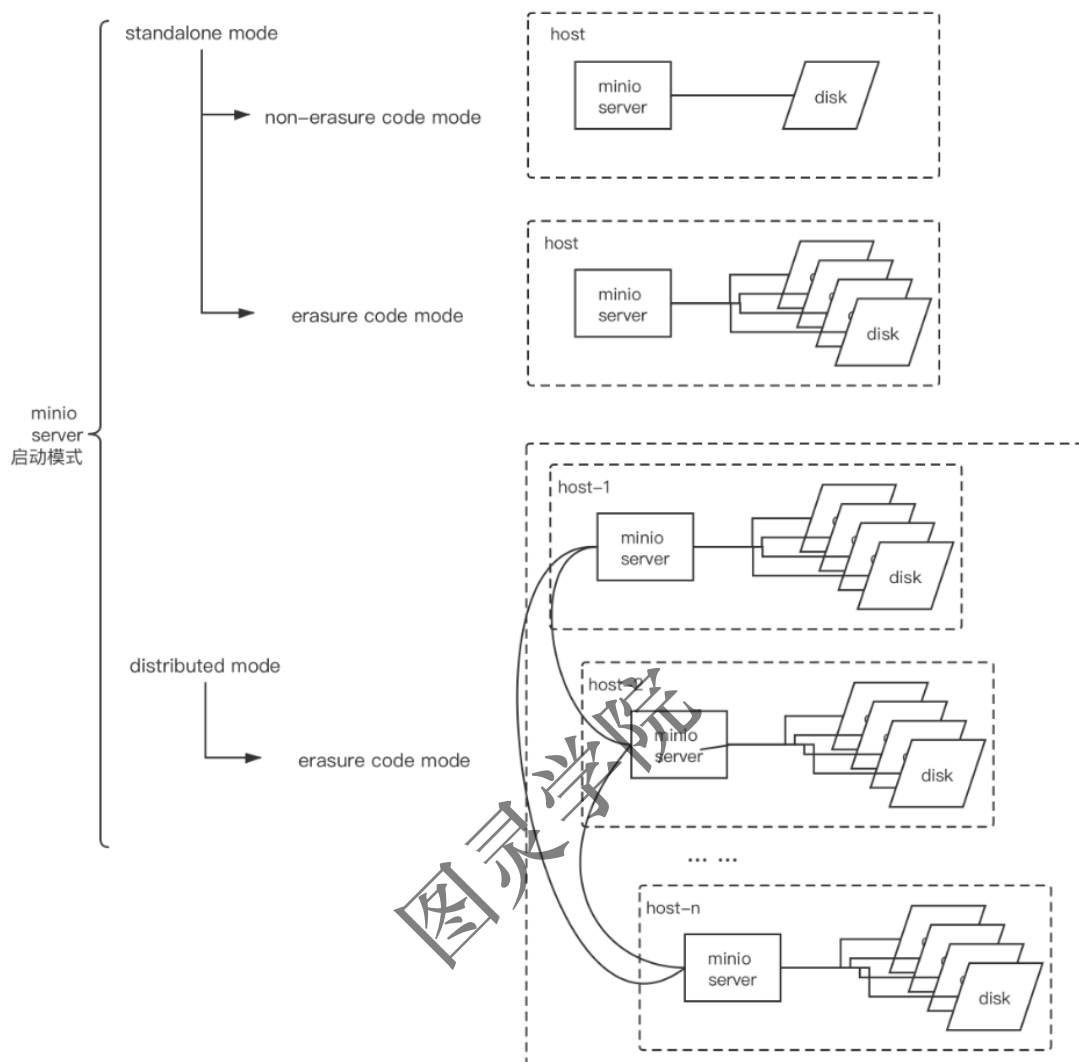 standalone mode
host
minio
server
disk
non-erasure code mode
host
minio
server
disk
erasure code mode
minio
server
启动模式
host-1
minio
server
disk
distributed mode
host-2
minio
server
disk
erasure code mode
... ...
host-n
minio
server
disk
图灵学院